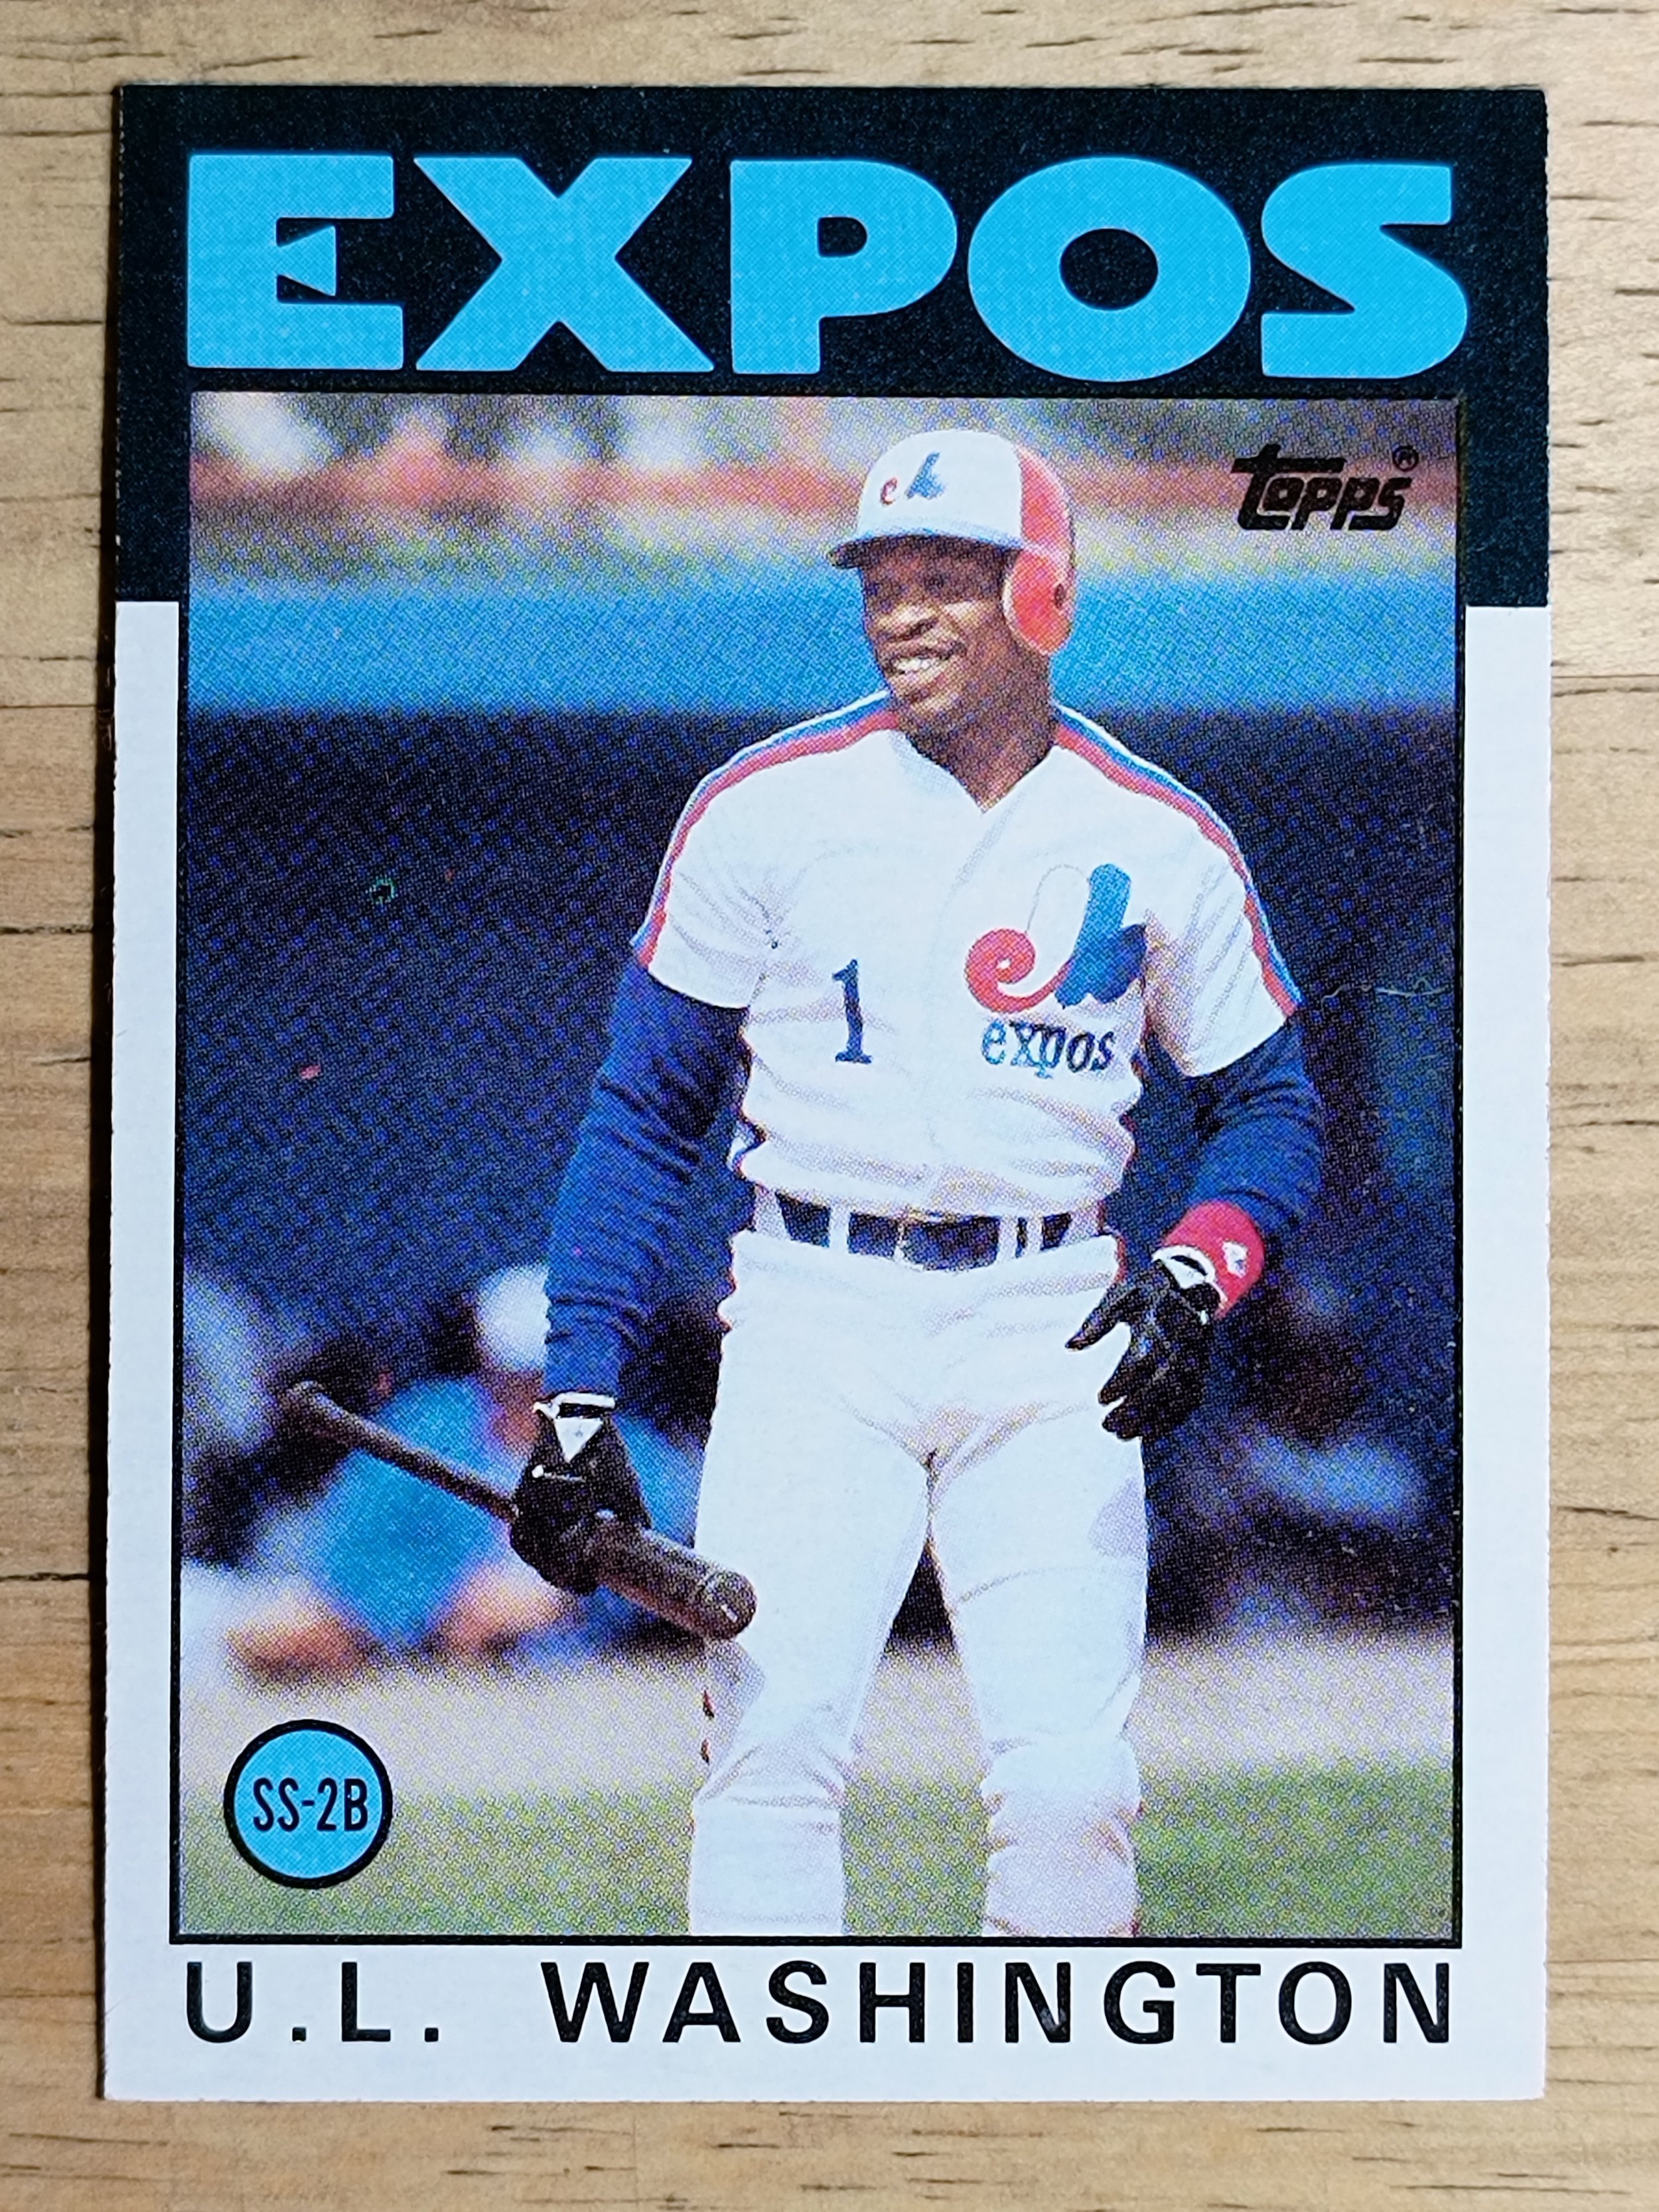 EXPOS
Topps®
e b
1
expos
SS-2B
U.L. WASHINGTON